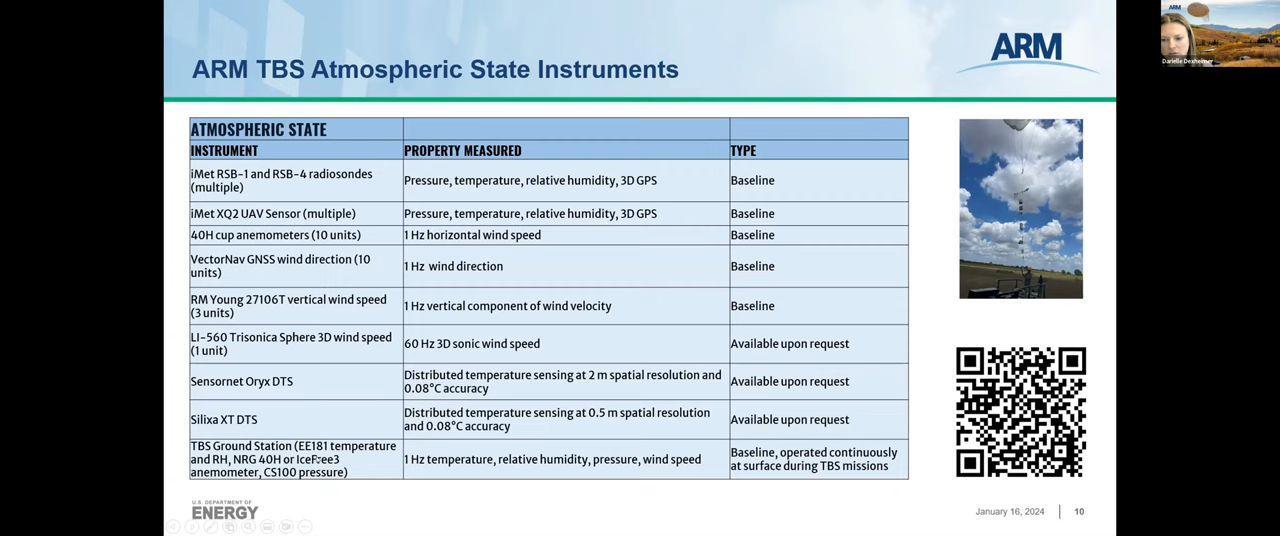 ARM TBS Atmospheric State Instruments
ARM
ARM
Darielle Dexheimer
ATMOSPHERIC STATE
INSTRUMENT PROPERTY MEASURED TYPE
iMet RSB-1 and RSB-4 radiosondes
(multiple)
Pressure, temperature, relative humidity, 3D GPS
Baseline
iMet XQ2 UAV Sensor (multiple)
Pressure, temperature, relative humidity, 3D GPS
Baseline
40H cup anemometers (10 units)
1 Hz horizontal wind speed
Baseline
VectorNav GNSS wind direction (10
units)
1 Hz wind direction
Baseline
RM Young 27106T vertical wind speed
(3 units)
1 Hz vertical component of wind velocity
Baseline
LI-560 Trisonica Sphere 3D wind speed
(1 unit)
60 Hz 3D sonic wind speed
Available upon request
Sensornet Oryx DTS
Distributed temperature sensing at 2 m spatial resolution and
0.08°C accuracy
Available upon request
Silixa XT DTS
Distributed temperature sensing at 0.5 m spatial resolution
and 0.08°C accuracy
Available upon request
TBS Ground Station (EE181 temperature
and RH, NRG 40H or IceFree3
anemometer, CS100 pressure)
1 Hz temperature, relative humidity, pressure, wind speed
Baseline, operated continuously
at surface during TBS missions
U.S. DEPARTMENT OF
ENERGY
January 16, 2024 10